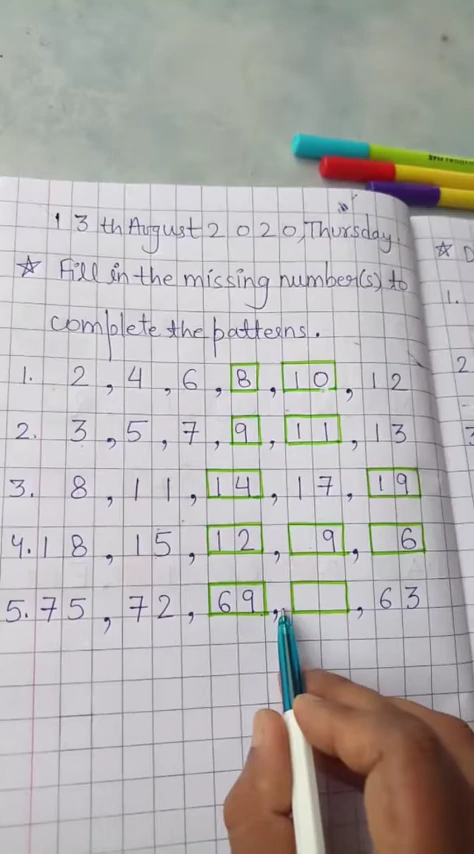 13th August 2020, Thursday.
☆ Fill in the missing number(s) to
complete the patterns.
1. 2, 4, 6, 8, 10, 12
2. 3, 5, 7, 9, 11, 13
3. 8, 11, 14, 17, 19
4. 18, 15, 12, 9, 6
5. 75, 72, 69, , 63
☆ D
1.
2